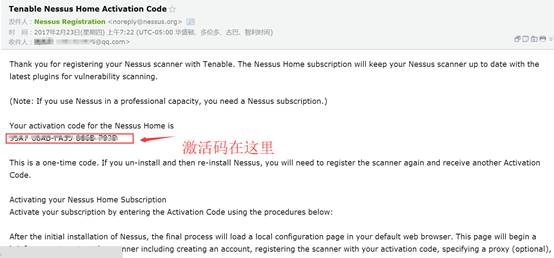 Tenable Nessus Home Activation Code
发件人：Nessus Registration <noreply@nessus.org>
时　间：2017年2月23日(星期四) 上午7:22 (UTC-05:00 华盛顿、多伦多、古巴、智利时间)
收件人： @qq.com>
Thank you for registering your Nessus scanner with Tenable. The Nessus Home subscription will keep your Nessus scanner up to date with the
latest plugins for vulnerability scanning.
(Note: If you use Nessus in a professional capacity, you need a Nessus subscription.)
Your activation code for the Nessus Home is
激活码在这里
This is a one-time code. If you un-install and then re-install Nessus, you will need to register the scanner again and receive another Activation
Code.
Activating your Nessus Home Subscription
Activate your subscription by entering the Activation Code using the procedures below:
After the initial installation of Nessus, the final process will load a local configuration page in your default web browser. This page will begin a
scanner including creating an account, registering the scanner with your activation code, specifying a proxy (optional),